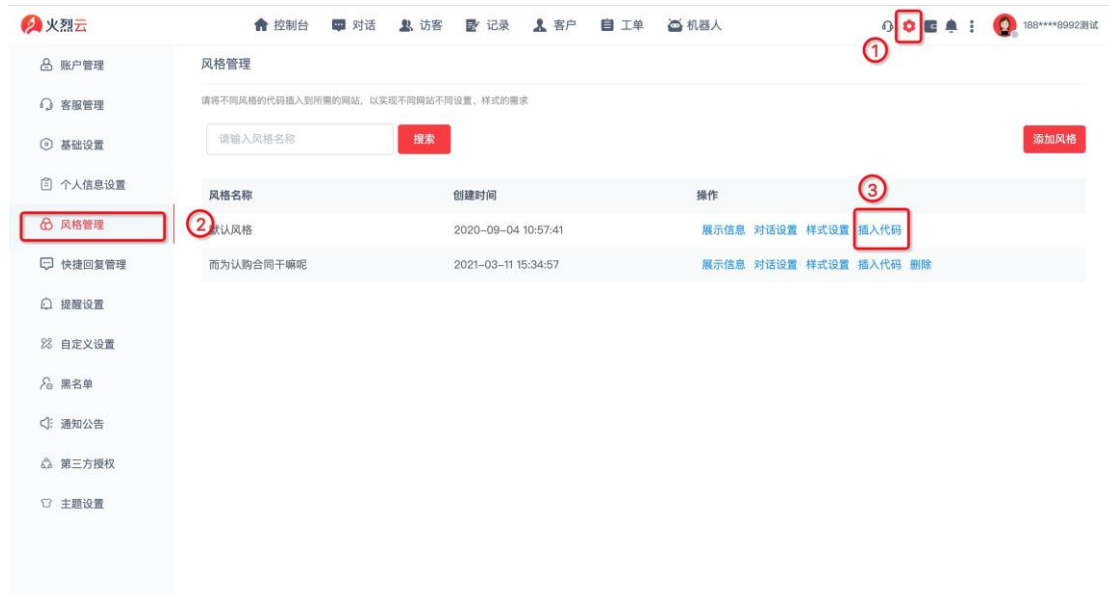 火烈云
控制台 对话 访客 记录 客户 工单 机器人
188****8992测试
①
账户管理
客服管理
基础设置
个人信息设置
风格管理
快捷回复管理
提醒设置
自定义设置
黑名单
通知公告
第三方授权
主题设置
②
风格管理
请将不同风格的代码插入到所需的网站，以实现不同网站不同设置、样式的需求
请输入风格名称 搜索 添加风格
③
风格名称 创建时间 操作
默认风格 2020-09-04 10:57:41 展示信息 对话设置 样式设置 插入代码
而为认购合同干嘛呢 2021-03-11 15:34:57 展示信息 对话设置 样式设置 插入代码 删除